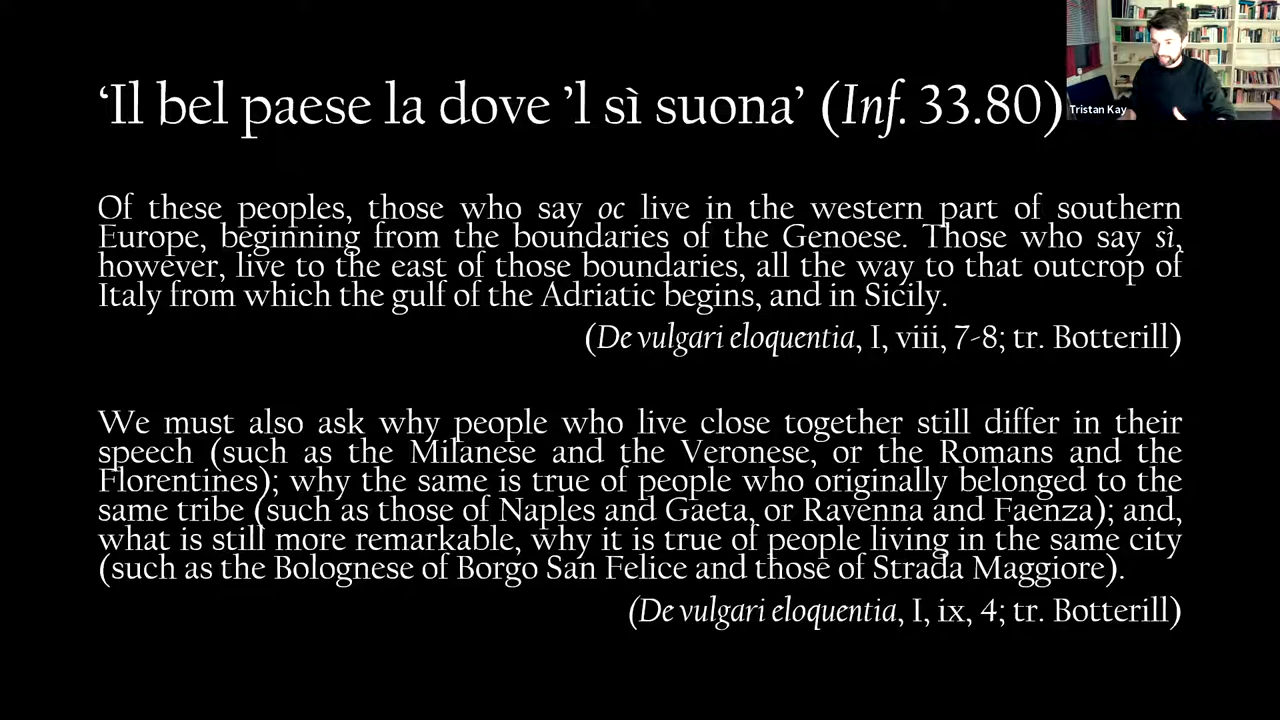 ‘Il bel paese la dove ’l sì suona’ (Inf. 33.80)
Tristan Kay
Of these peoples, those who say oc live in the western part of southern
Europe, beginning from the boundaries of the Genoese. Those who say sì,
however, live to the east of those boundaries, all the way to that outcrop of
Italy from which the gulf of the Adriatic begins, and in Sicily.
(De vulgari eloquentia, I, viii, 7-8; tr. Botterill)
We must also ask why people who live close together still differ in their
speech (such as the Milanese and the Veronese, or the Romans and the
Florentines); why the same is true of people who originally belonged to the
same tribe (such as those of Naples and Gaeta, or Ravenna and Faenza); and,
what is still more remarkable, why it is true of people living in the same city
(such as the Bolognese of Borgo San Felice and those of Strada Maggiore).
(De vulgari eloquentia, I, ix, 4; tr. Botterill)